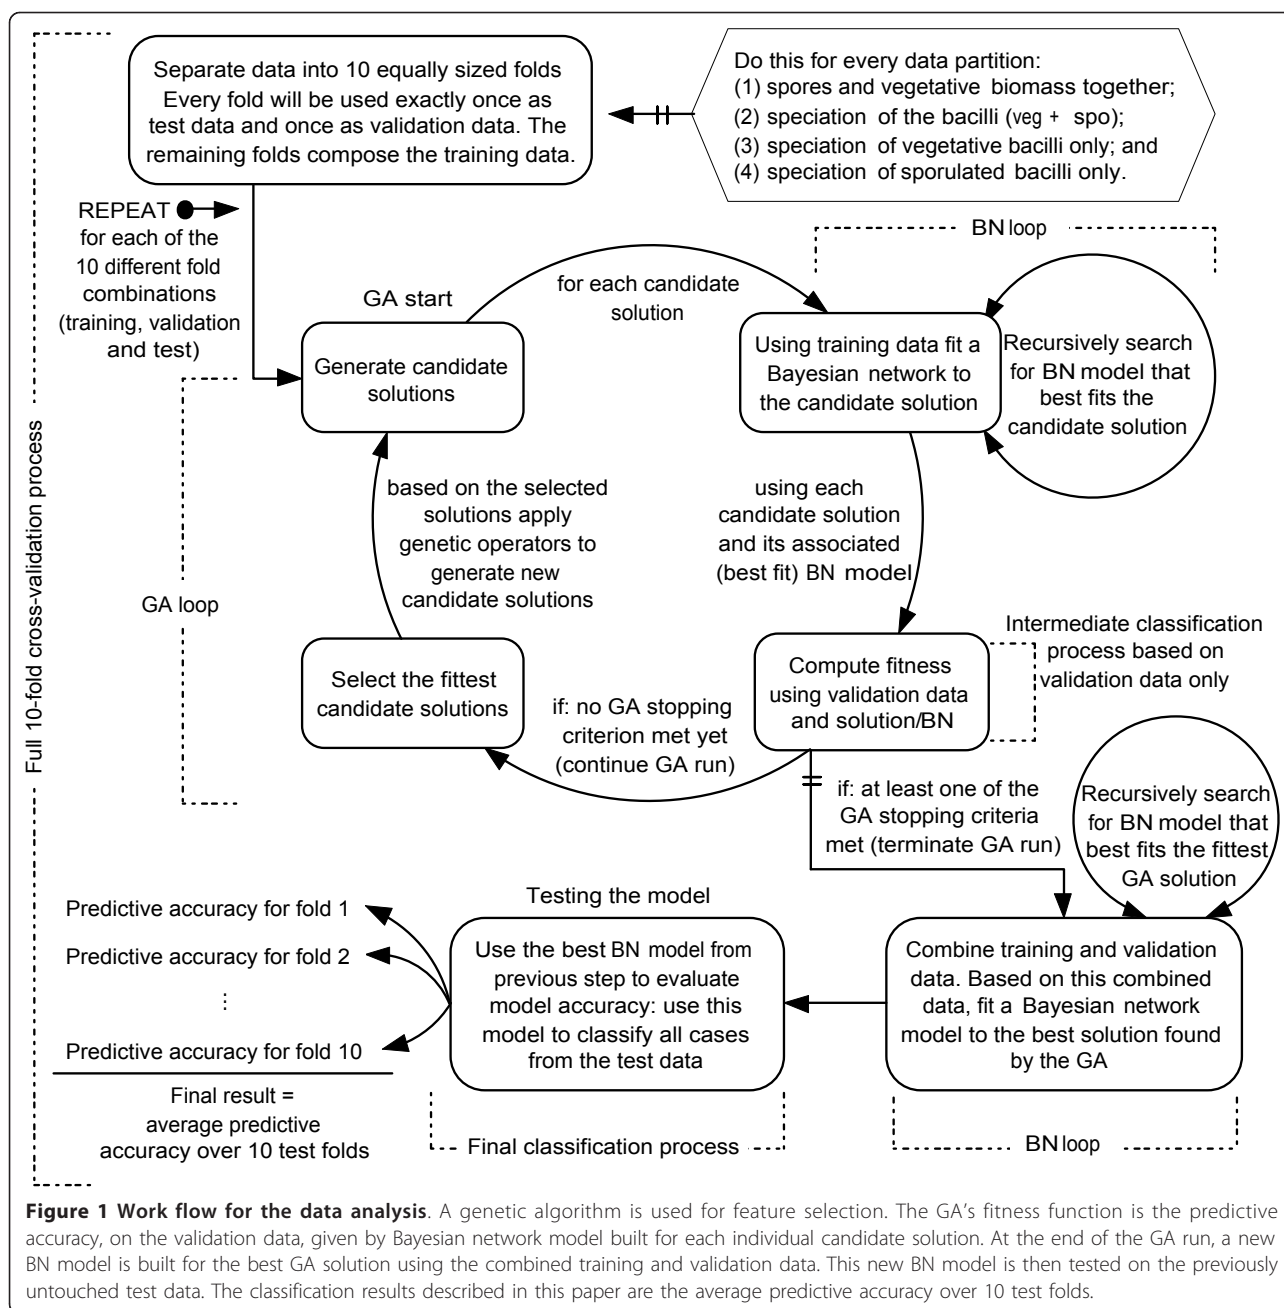 Separate data into 10 equally sized folds
Every fold will be used exactly once as
test data and once as validation data. The
remaining folds compose the training data.
Do this for every data partition:
(1) spores and vegetative biomass together;
(2) speciation of the bacilli (veg + spo);
(3) speciation of vegetative bacilli only; and
(4) speciation of sporulated bacilli only.
REPEAT
for each of the
10 different fold
combinations
(training, validation
and test)
BN loop
GA start
for each candidate
solution
Generate candidate
solutions
Using training data fit a
Bayesian network to
the candidate solution
Recursively search
for BN model that
best fits the
candidate solution
Full 10-fold cross-validation process
GA loop
based on the selected
solutions apply
genetic operators to
generate new
candidate solutions
using each
candidate solution
and its associated
(best fit) BN model
Select the fittest
candidate solutions
Compute fitness
using validation data
and solution/BN
Intermediate classification
process based on
validation data only
if: no GA stopping
criterion met yet
(continue GA run)
if: at least one of the
GA stopping criteria
met (terminate GA run)
Recursively search
for BN model that
best fits the fittest
GA solution
Combine training and validation
data. Based on this combined
data, fit a Bayesian network
model to the best solution found
by the GA
BN loop
Testing the model
Use the best BN model from
previous step to evaluate
model accuracy: use this
model to classify all cases
from the test data
Final classification process
Predictive accuracy for fold 1
Predictive accuracy for fold 2
⋮
Predictive accuracy for fold 10
Final result =
average predictive
accuracy over 10 test folds
Figure 1 Work flow for the data analysis. A genetic algorithm is used for feature selection. The GA's fitness function is the predictive
accuracy, on the validation data, given by Bayesian network model built for each individual candidate solution. At the end of the GA run, a new
BN model is built for the best GA solution using the combined training and validation data. This new BN model is then tested on the previously
untouched test data. The classification results described in this paper are the average predictive accuracy over 10 test folds.